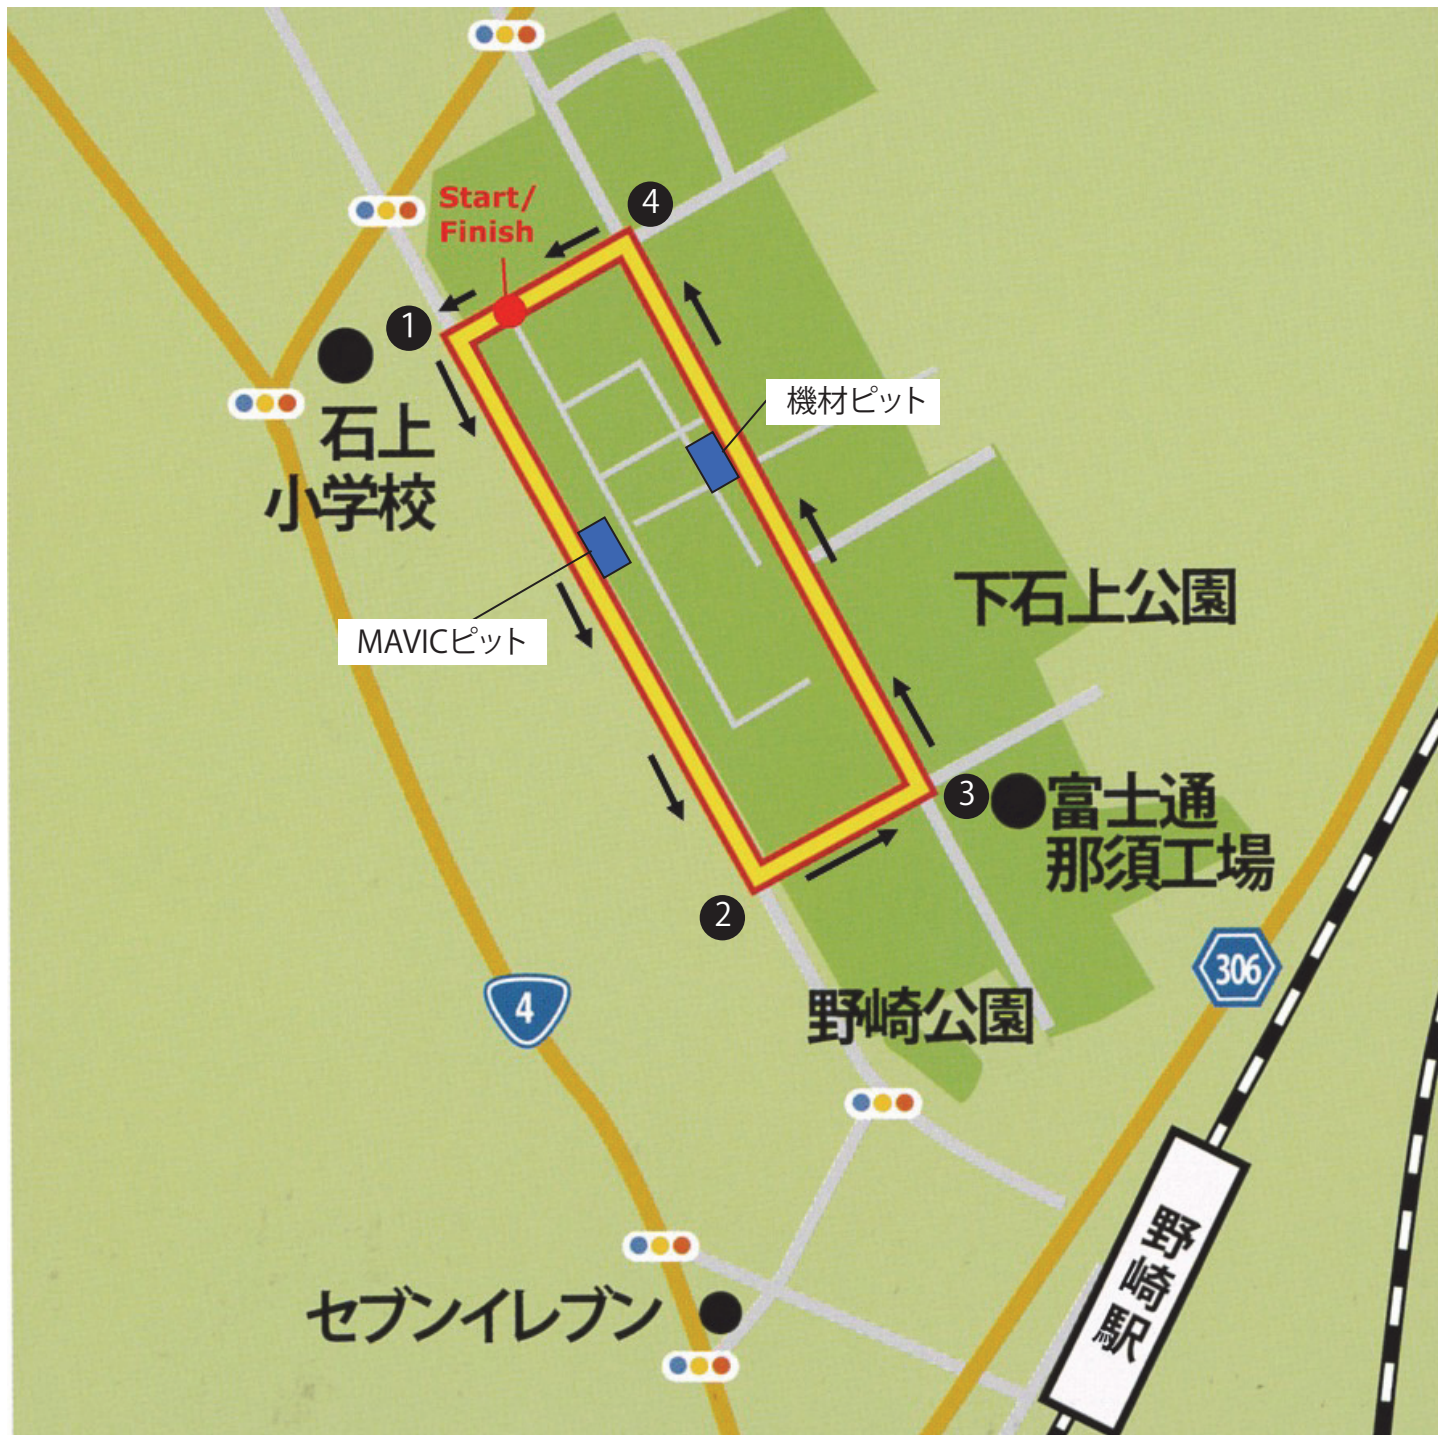 Start/
Finish
4
1
石上
小学校
機材ピット
MAVICピット
下石上公園
3
富士通
那須工場
2
306
4
野崎公園
セブンイレブン
野崎駅